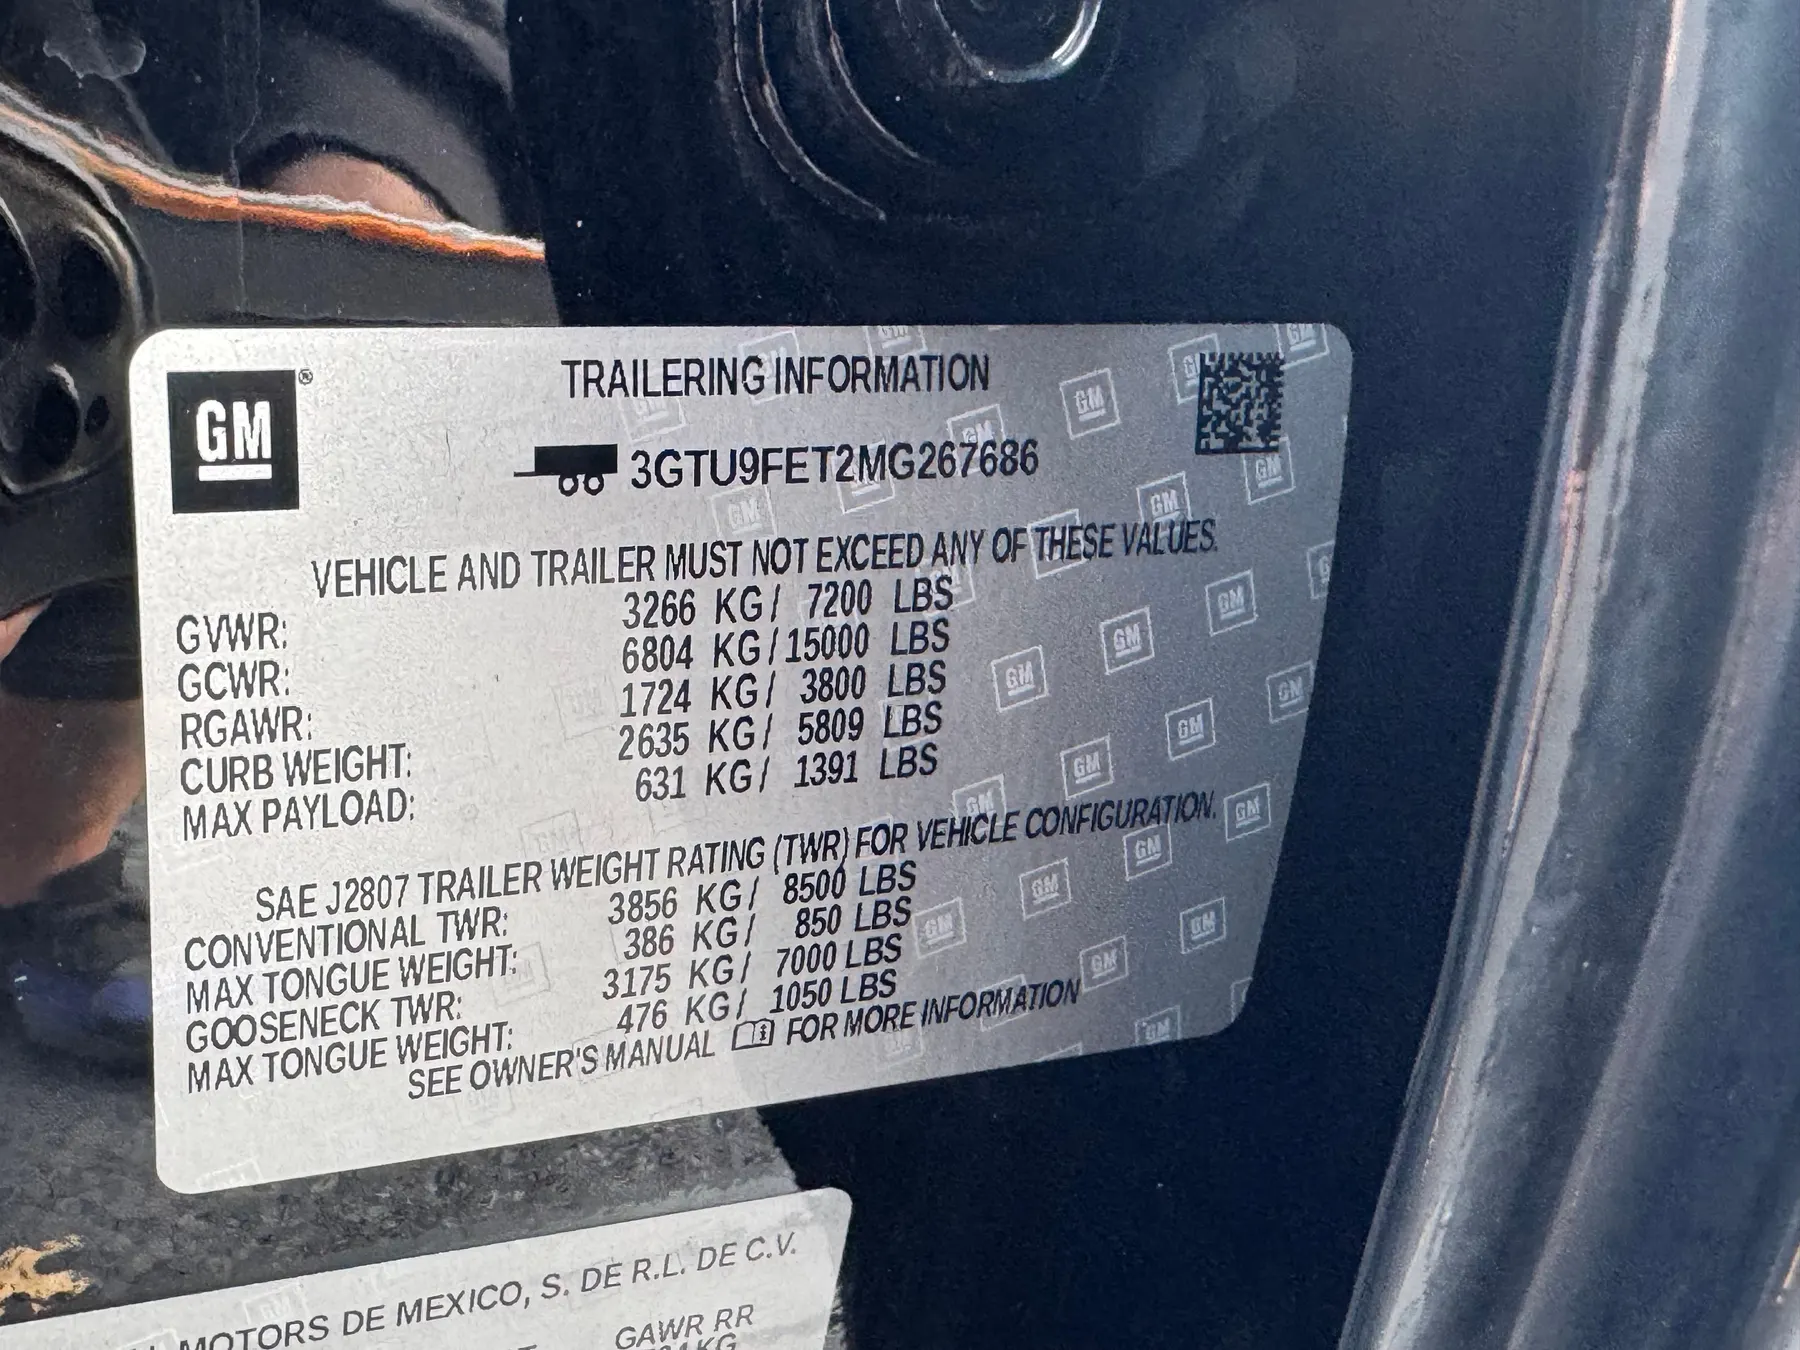 GM®
TRAILERING INFORMATION
3GTU9FET2MG267686
VEHICLE AND TRAILER MUST NOT EXCEED ANY OF THESE VALUES.
GVWR: 3266 KG/ 7200 LBS
GCWR: 6804 KG/15000 LBS
RGAWR: 1724 KG/ 3800 LBS
CURB WEIGHT: 2635 KG/ 5809 LBS
MAX PAYLOAD: 631 KG/ 1391 LBS
SAE J2807 TRAILER WEIGHT RATING (TWR) FOR VEHICLE CONFIGURATION.
CONVENTIONAL TWR: 3856 KG/ 8500 LBS
MAX TONGUE WEIGHT: 386 KG/ 850 LBS
GOOSENECK TWR: 3175 KG/ 7000 LBS
MAX TONGUE WEIGHT: 476 KG/ 1050 LBS
SEE OWNER'S MANUAL FOR MORE INFORMATION
MOTORS DE MEXICO, S. DE R.L. DE C.V.
GAWR RR
KG